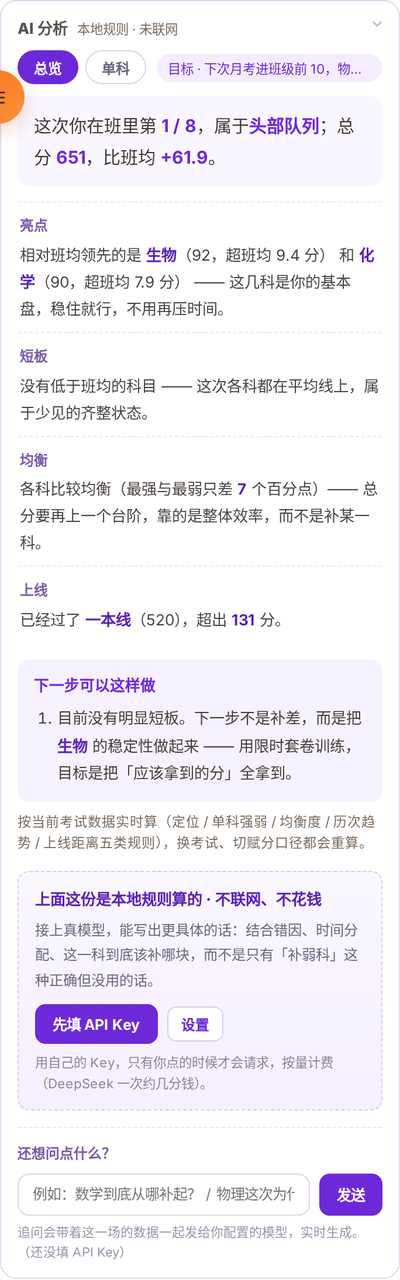 AI 分析 本地规则 · 未联网
总览 单科 目标 · 下次月考进班级前 10，物...
这次你在班里第 1 / 8，属于头部队列；总
分 651，比班均 +61.9。
亮点
相对班均领先的是 生物（92，超班均 9.4 分） 和 化
学（90，超班均 7.9 分） —— 这几科是你的基本
盘，稳住就行，不用再压时间。
短板
没有低于班均的科目 —— 这次各科都在平均线上，属
于少见的齐整状态。
均衡
各科比较均衡（最强与最弱只差 7 个百分点）—— 总
分要再上一个台阶，靠的是整体效率，而不是补某一
科。
上线
已经过了 一本线（520），超出 131 分。
下一步可以这样做
1. 目前没有明显短板。下一步不是补差，而是把
生物 的稳定性做起来 —— 用限时套卷训练，
目标是把「应该拿到的分」全拿到。
按当前考试数据实时算（定位 / 单科强弱 / 均衡度 / 历次趋
势 / 上线距离五类规则），换考试、切赋分口径都会重算。
上面这份是本地规则算的 · 不联网、不花钱
接上真模型，能写出更具体的话：结合错因、时间分
配、这一科到底该补哪块，而不是只有「补弱科」这
种正确但没用的话。
先填 API Key 设置
用自己的 Key，只有你点的时候才会请求，按量计费
（DeepSeek 一次约几分钱）。
还想问点什么？
例如：数学到底从哪补起？ / 物理这次为什 发送
追问会带着这一场的数据一起发给你配置的模型，实时生成。
（还没填 API Key）